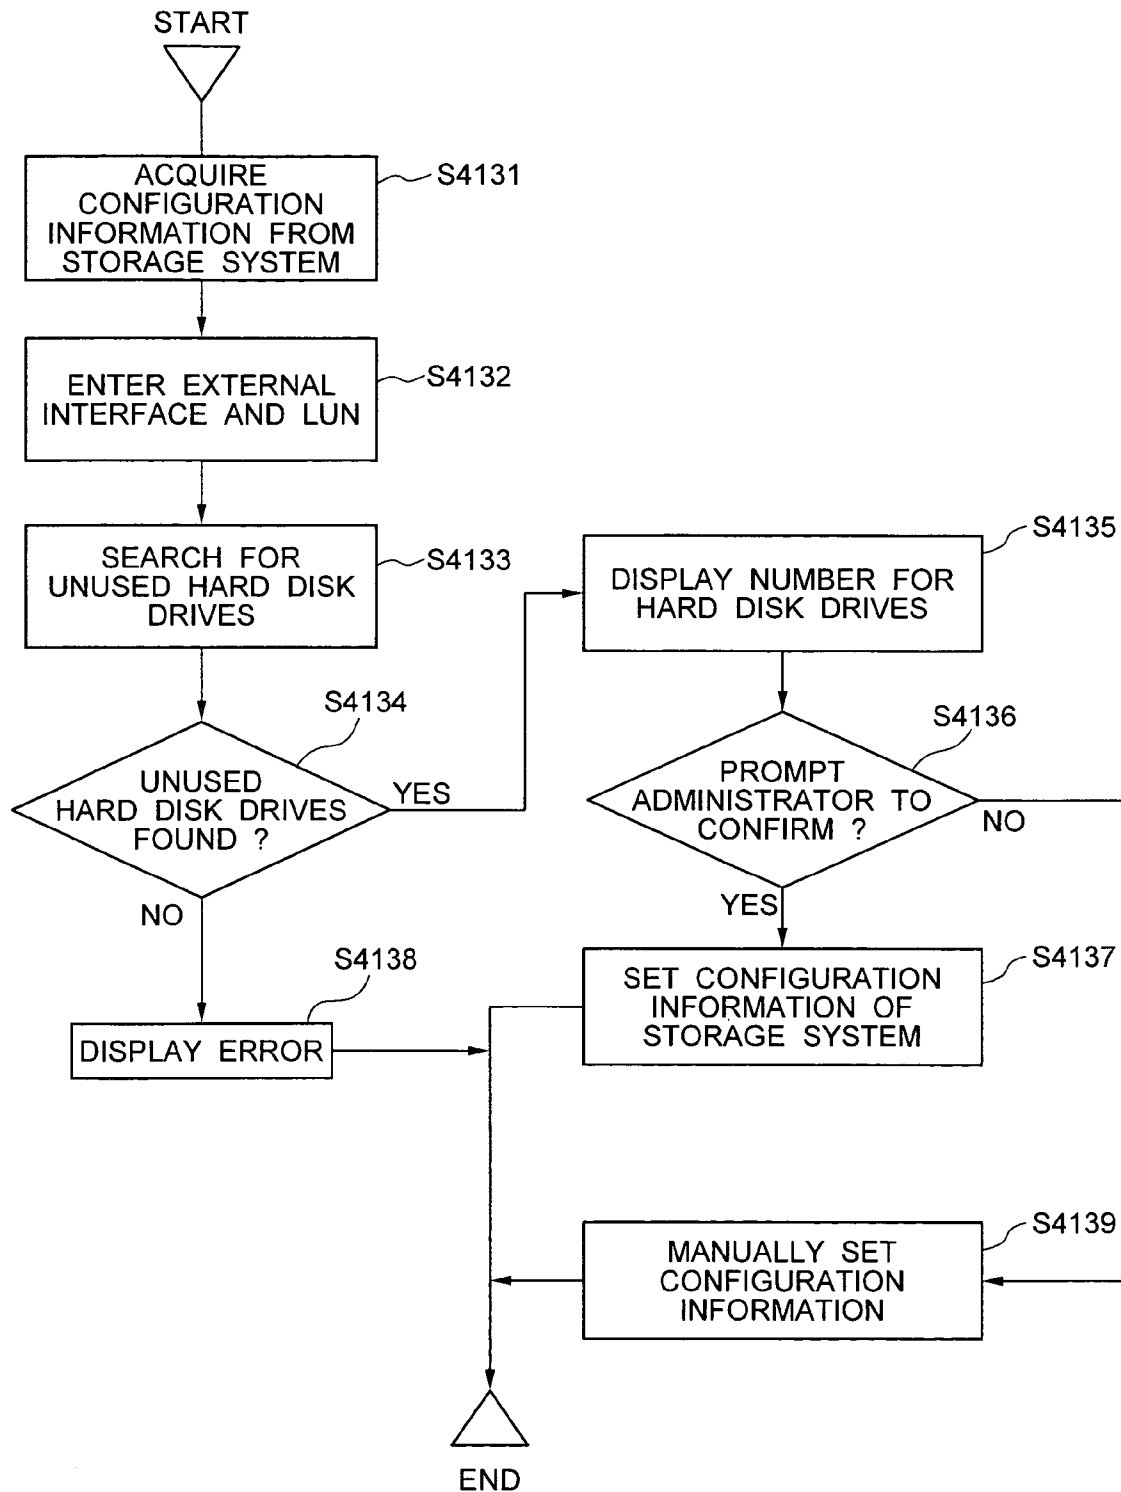 START
ACQUIRE
CONFIGURATION
INFORMATION FROM
STORAGE SYSTEM
S4131
ENTER EXTERNAL
INTERFACE AND LUN
S4132
SEARCH FOR
UNUSED HARD DISK
DRIVES
S4133
UNUSED
HARD DISK DRIVES
FOUND ?
S4134
YES
NO
DISPLAY NUMBER FOR
HARD DISK DRIVES
S4135
PROMPT
ADMINISTRATOR TO
CONFIRM ?
S4136
NO
YES
SET CONFIGURATION
INFORMATION OF
STORAGE SYSTEM
S4137
DISPLAY ERROR
S4138
MANUALLY SET
CONFIGURATION
INFORMATION
S4139
END